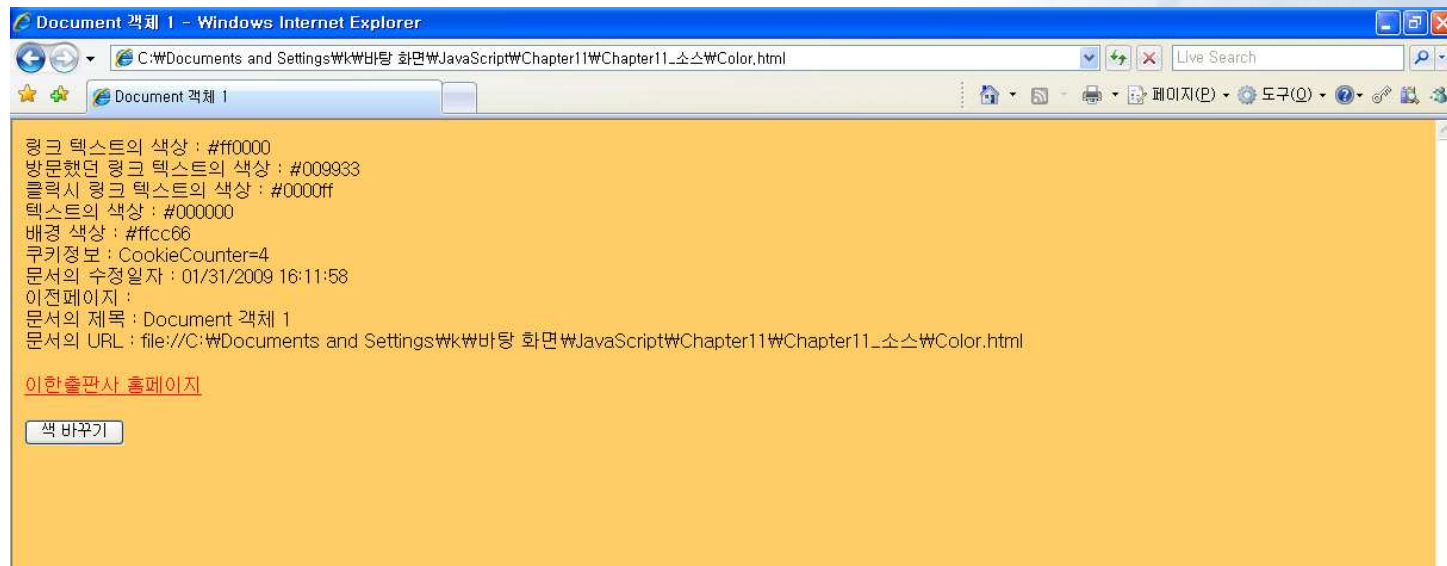 Document 객체 1 - Windows Internet Explorer
C:₩Documents and Settings₩k₩바탕 화면₩JavaScript₩Chapter11₩Chapter11_소스₩Color.html
Live Search
Document 객체 1
페이지(P)
도구(O)
링크 텍스트의 색상 : #ff0000
방문했던 링크 텍스트의 색상 : #009933
클릭시 링크 텍스트의 색상 : #0000ff
텍스트의 색상 : #000000
배경 색상 : #ffcc66
쿠키정보 : CookieCounter=4
문서의 수정일자 : 01/31/2009 16:11:58
이전페이지 :
문서의 제목 : Document 객체 1
문서의 URL : file://C:₩Documents and Settings₩k₩바탕 화면₩JavaScript₩Chapter11₩Chapter11_소스₩Color.html
이한출판사 홈페이지
색 바꾸기